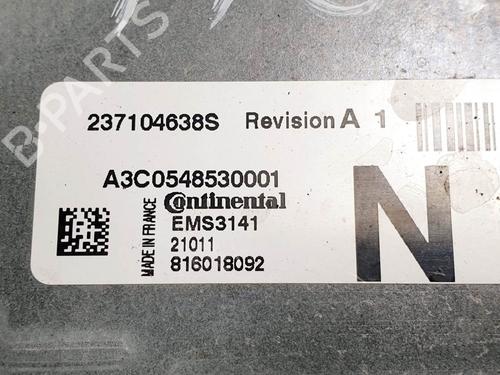 237104638S Revision A 1
A3C0548530001
Continental
MADE IN FRANCE
EMS3141
21011
816018092
N
B-PARTS